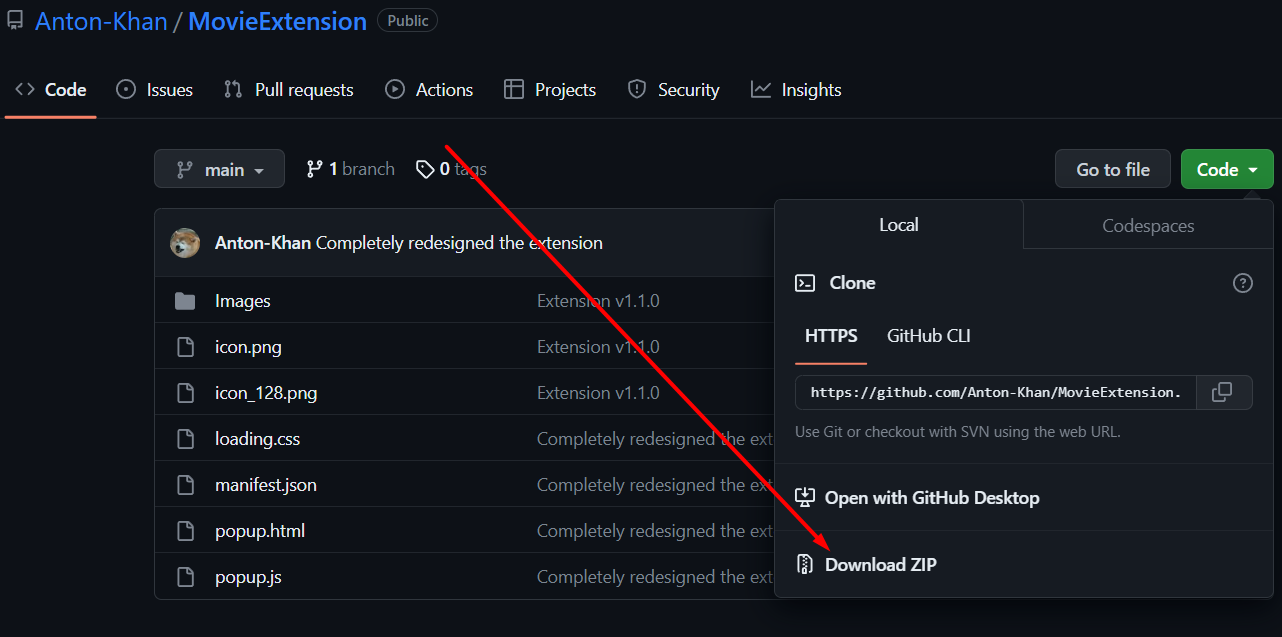 Anton-Khan / MovieExtension Public
Code Issues Pull requests Actions Projects Security Insights
main 1 branch 0 tags Go to file Code
Anton-Khan Completely redesigned the extension
Images Extension v1.1.0
icon.png Extension v1.1.0
icon_128.png Extension v1.1.0
loading.css Completely redesigned the ext
manifest.json Completely redesigned the ext
popup.html Completely redesigned the ext
popup.js Completely redesigned the ext
Local Codespaces
Clone
HTTPS GitHub CLI
https://github.com/Anton-Khan/MovieExtension.
Use Git or checkout with SVN using the web URL.
Open with GitHub Desktop
Download ZIP